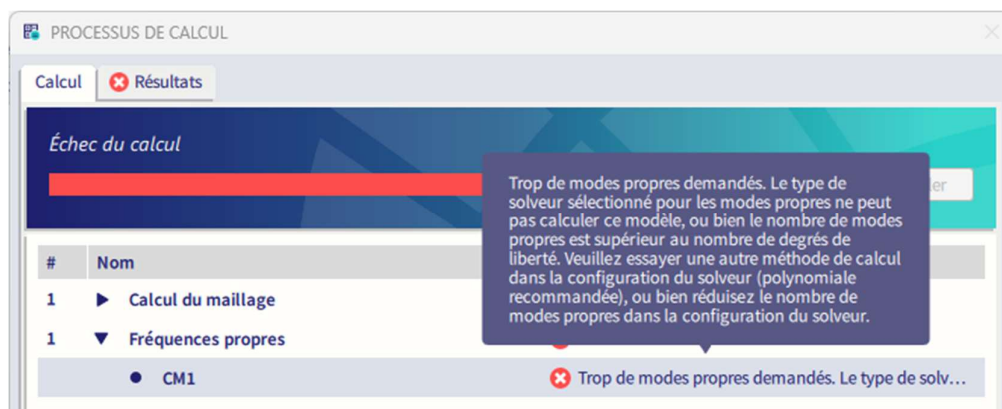 PROCESSUS DE CALCUL
Calcul
Résultats
Échec du calcul
Trop de modes propres demandés. Le type de
solveur sélectionné pour les modes propres ne peut
pas calculer ce modèle, ou bien le nombre de modes
propres est supérieur au nombre de degrés de
liberté. Veuillez essayer une autre méthode de calcul
dans la configuration du solveur (polynomiale
recommandée), ou bien réduisez le nombre de
modes propres dans la configuration du solveur.
# Nom
1 Calcul du maillage
1 Fréquences propres
CM1 Trop de modes propres demandés. Le type de solv...